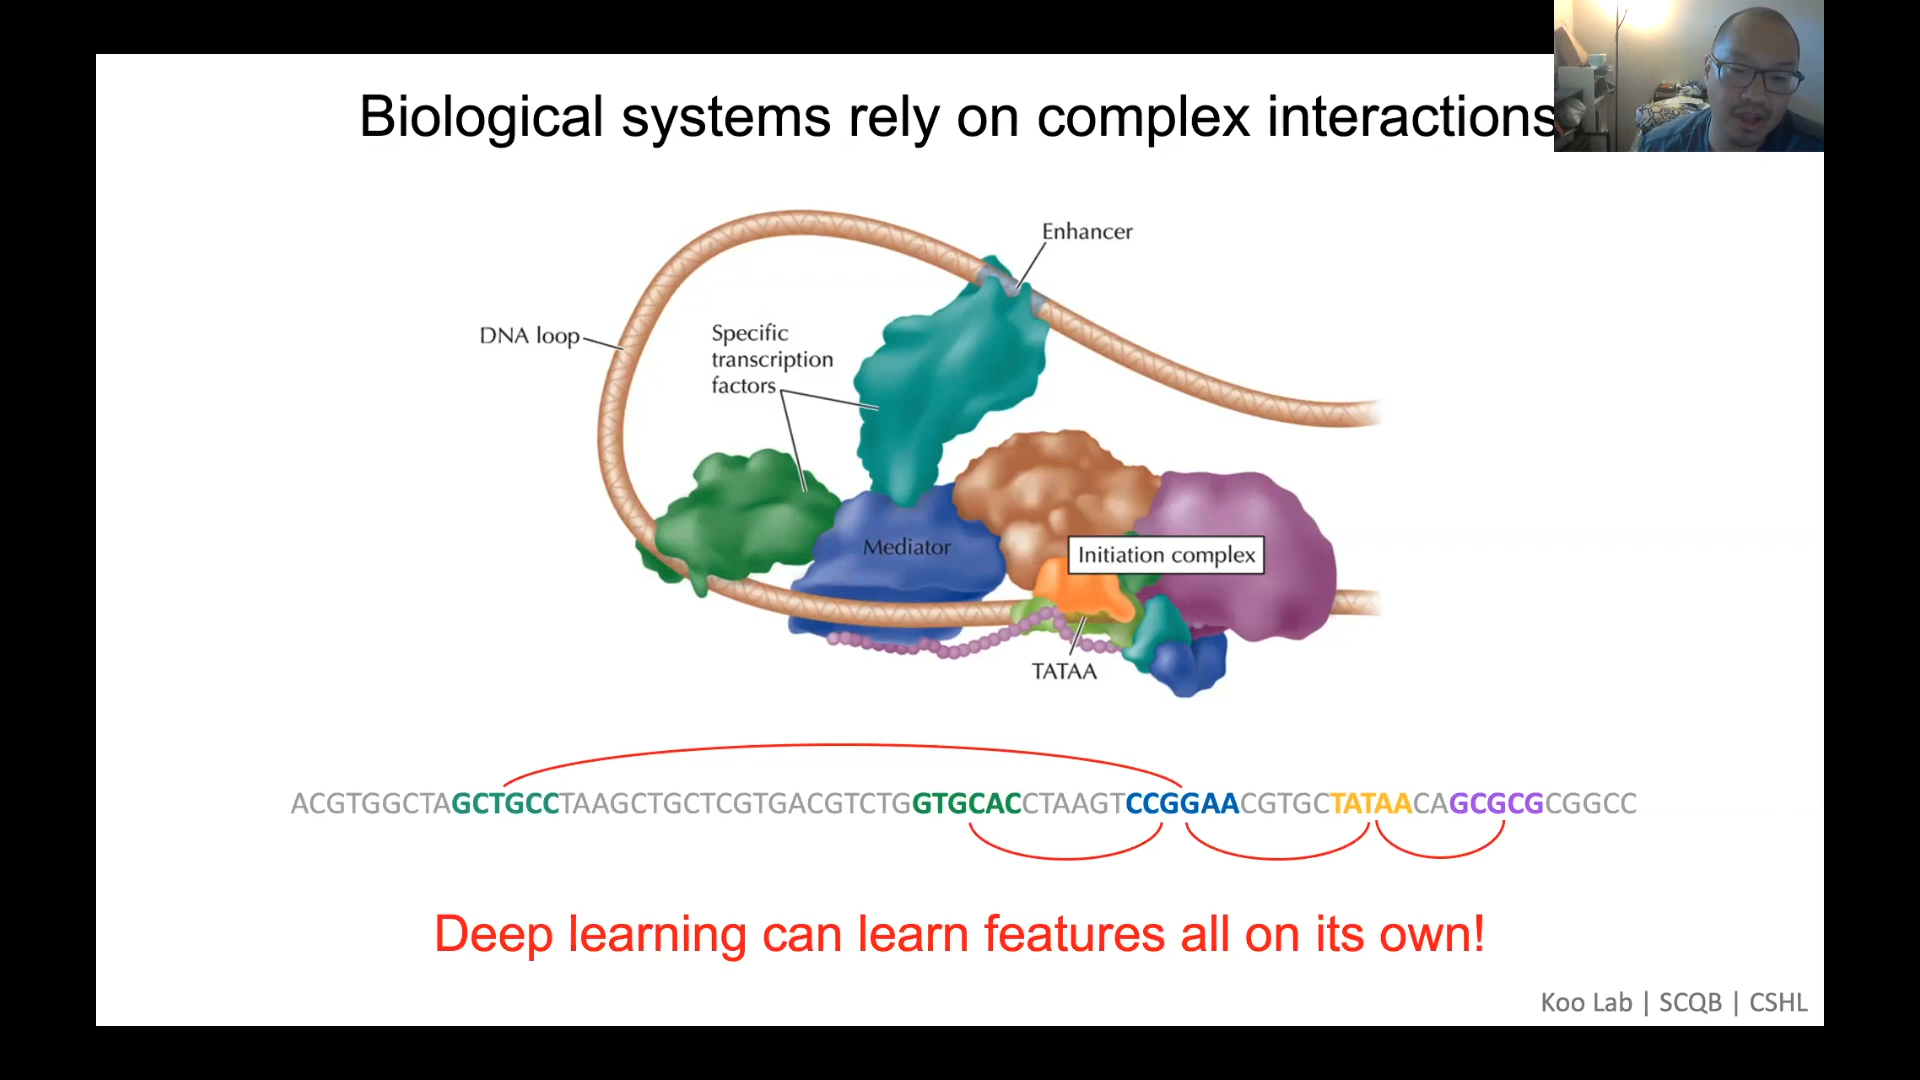 Biological systems rely on complex interactions
Enhancer
DNA loop
Specific
transcription
factors
Mediator
Initiation complex
TATAA
ACGTGGCTAGCTGCCTAAGCTGCTCGTGACGTCTGGTGCACCTAAGTCCGGAACGTGCTATAACAGCGCGCGGCC
Deep learning can learn features all on its own!
Koo Lab | SCQB | CSHL